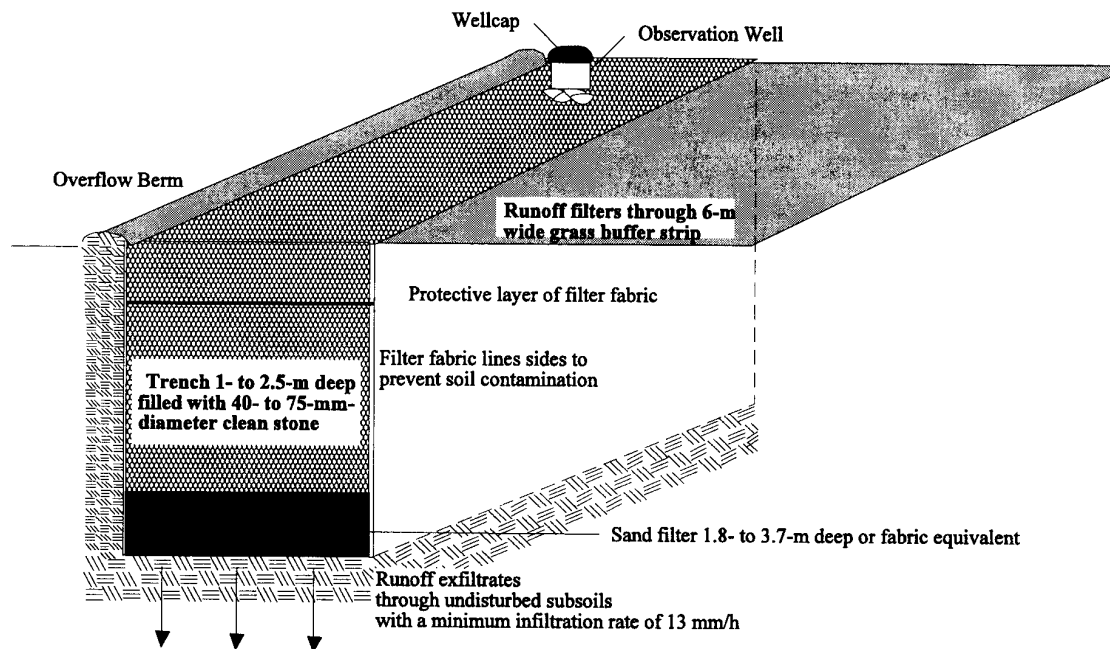 Wellcap
Observation Well
Overflow Berm
Runoff filters through 6-m
wide grass buffer strip
Protective layer of filter fabric
Filter fabric lines sides to
prevent soil contamination
Trench 1- to 2.5-m deep
filled with 40- to 75-mm-
diameter clean stone
Sand filter 1.8- to 3.7-m deep or fabric equivalent
Runoff exfiltrates
through undisturbed subsoils
with a minimum infiltration rate of 13 mm/h